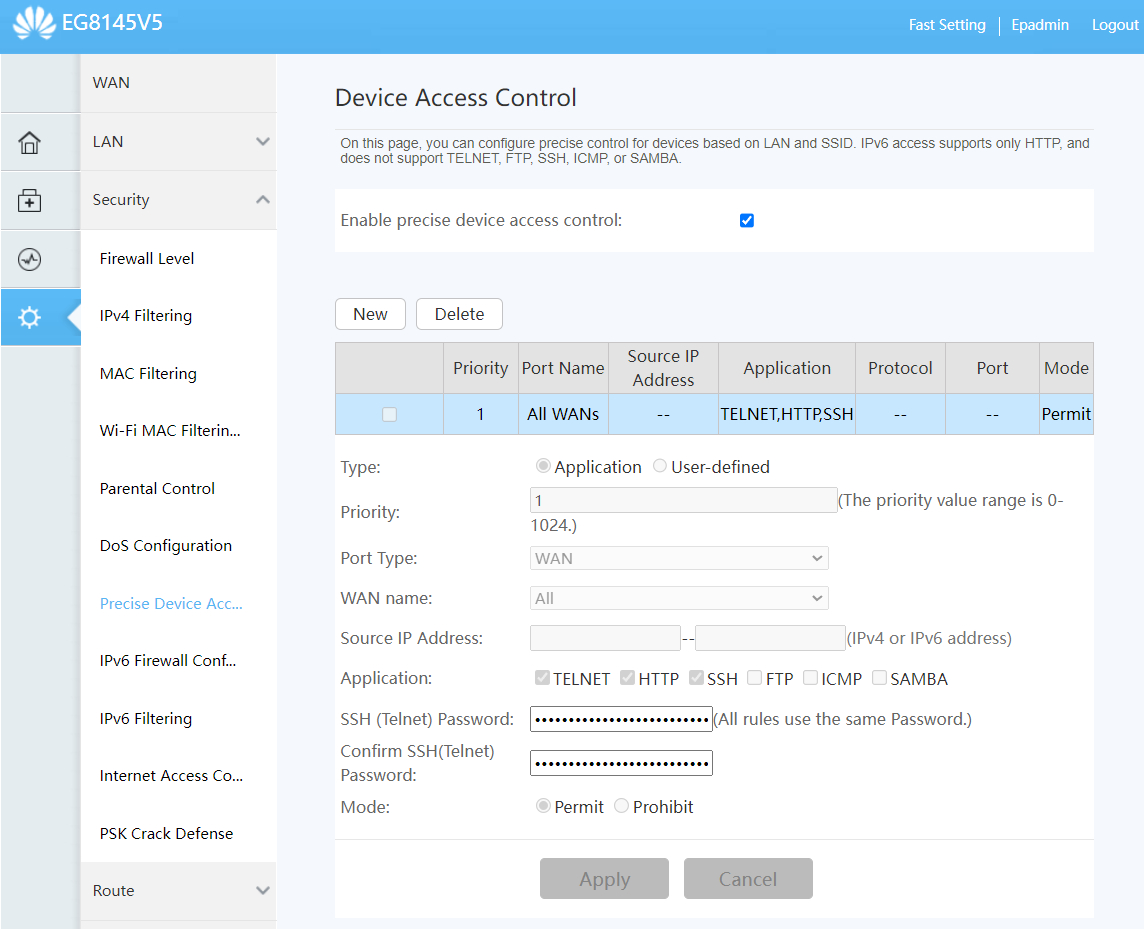 EG8145V5
Fast Setting
Epadmin
Logout
WAN
LAN
Security
Firewall Level
IPv4 Filtering
MAC Filtering
Wi-Fi MAC Filterin...
Parental Control
DoS Configuration
Precise Device Acc...
IPv6 Firewall Conf...
IPv6 Filtering
Internet Access Co...
PSK Crack Defense
Route
Device Access Control
On this page, you can configure precise control for devices based on LAN and SSID. IPv6 access supports only HTTP, and
does not support TELNET, FTP, SSH, ICMP, or SAMBA.
Enable precise device access control:
New Delete
Priority Port Name Source IP Address Application Protocol Port Mode
1 All WANs -- TELNET,HTTP,SSH -- -- Permit
Type: Application User-defined
Priority: 1 (The priority value range is 0-
1024.)
Port Type: WAN
WAN name: All
Source IP Address: -- (IPv4 or IPv6 address)
Application: TELNET HTTP SSH FTP ICMP SAMBA
SSH (Telnet) Password: •••••••••••••••••••••••••• (All rules use the same Password.)
Confirm SSH(Telnet)
Password: ••••••••••••••••••••••••••
Mode: Permit Prohibit
Apply Cancel